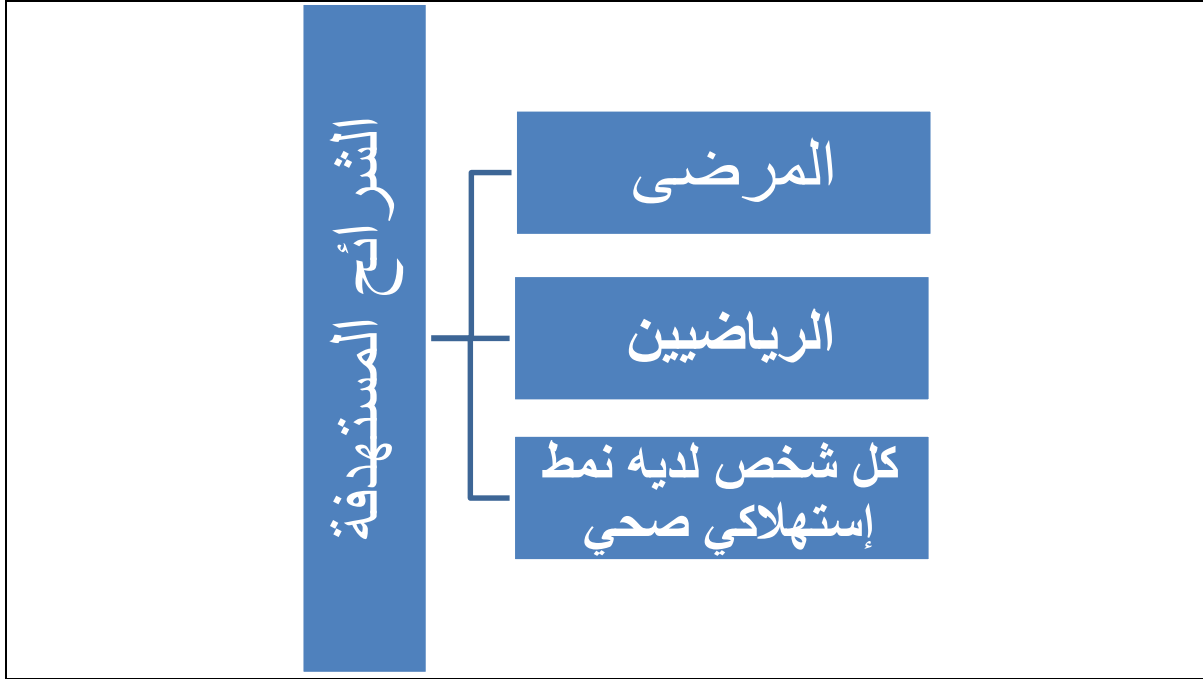 الشرائح المستهدفة
المرضى
الرياضيين
كل شخص لديه نمط
إستهلاكي صحي